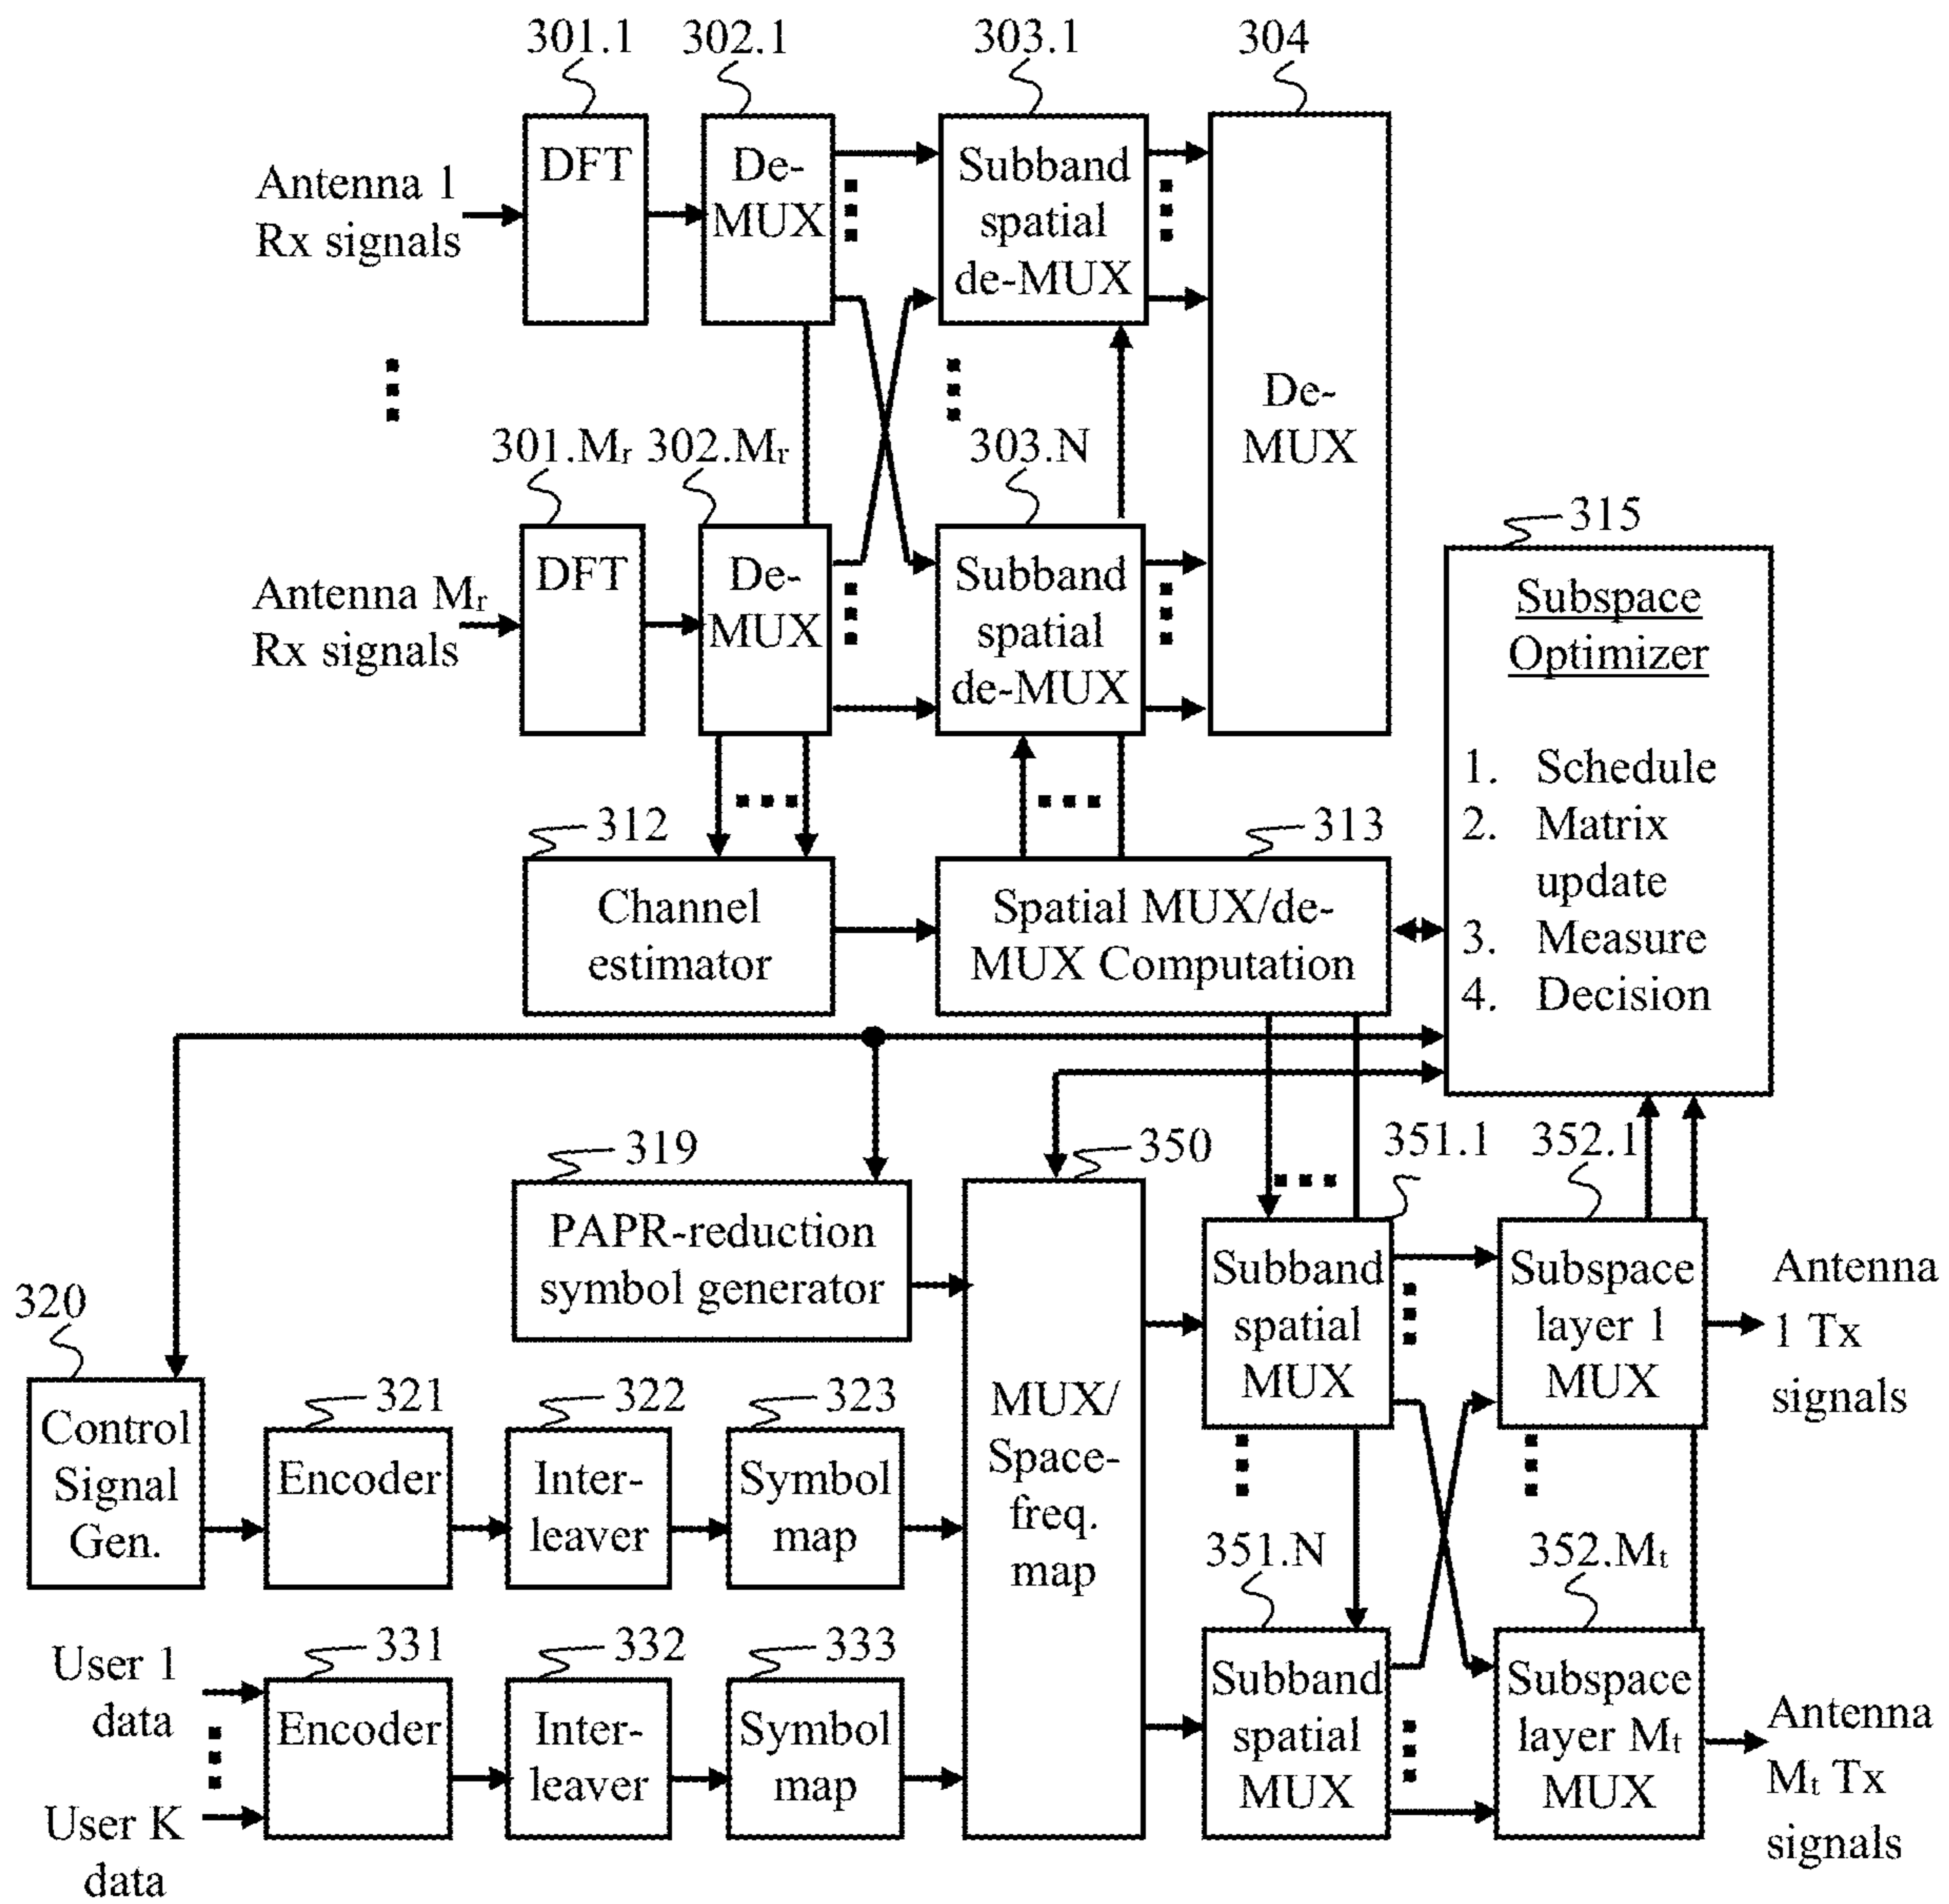 301.1
302.1
303.1
304
DFT
De-
MUX
Subband
spatial
de-MUX
Antenna 1
Rx signals
De-
MUX
301.Mᵣ
302.Mᵣ
303.N
315
DFT
De-
MUX
Subband
spatial
de-MUX
Antenna Mᵣ
Rx signals
Subspace
Optimizer
1. Schedule
2. Matrix
update
3. Measure
4. Decision
312
313
Channel
estimator
Spatial MUX/de-
MUX Computation
319
350
351.1
352.1
PAPR-reduction
symbol generator
Subband
spatial
MUX
Subspace
layer 1
MUX
Antenna
1 Tx
signals
320
321
322
323
Control
Signal
Gen.
Encoder
Inter-
leaver
Symbol
map
MUX/
Space-
freq.
map
351.N
352.Mₜ
331
332
333
User 1
data
User K
data
Encoder
Inter-
leaver
Symbol
map
Subband
spatial
MUX
Subspace
layer Mₜ
MUX
Antenna
Mₜ Tx
signals